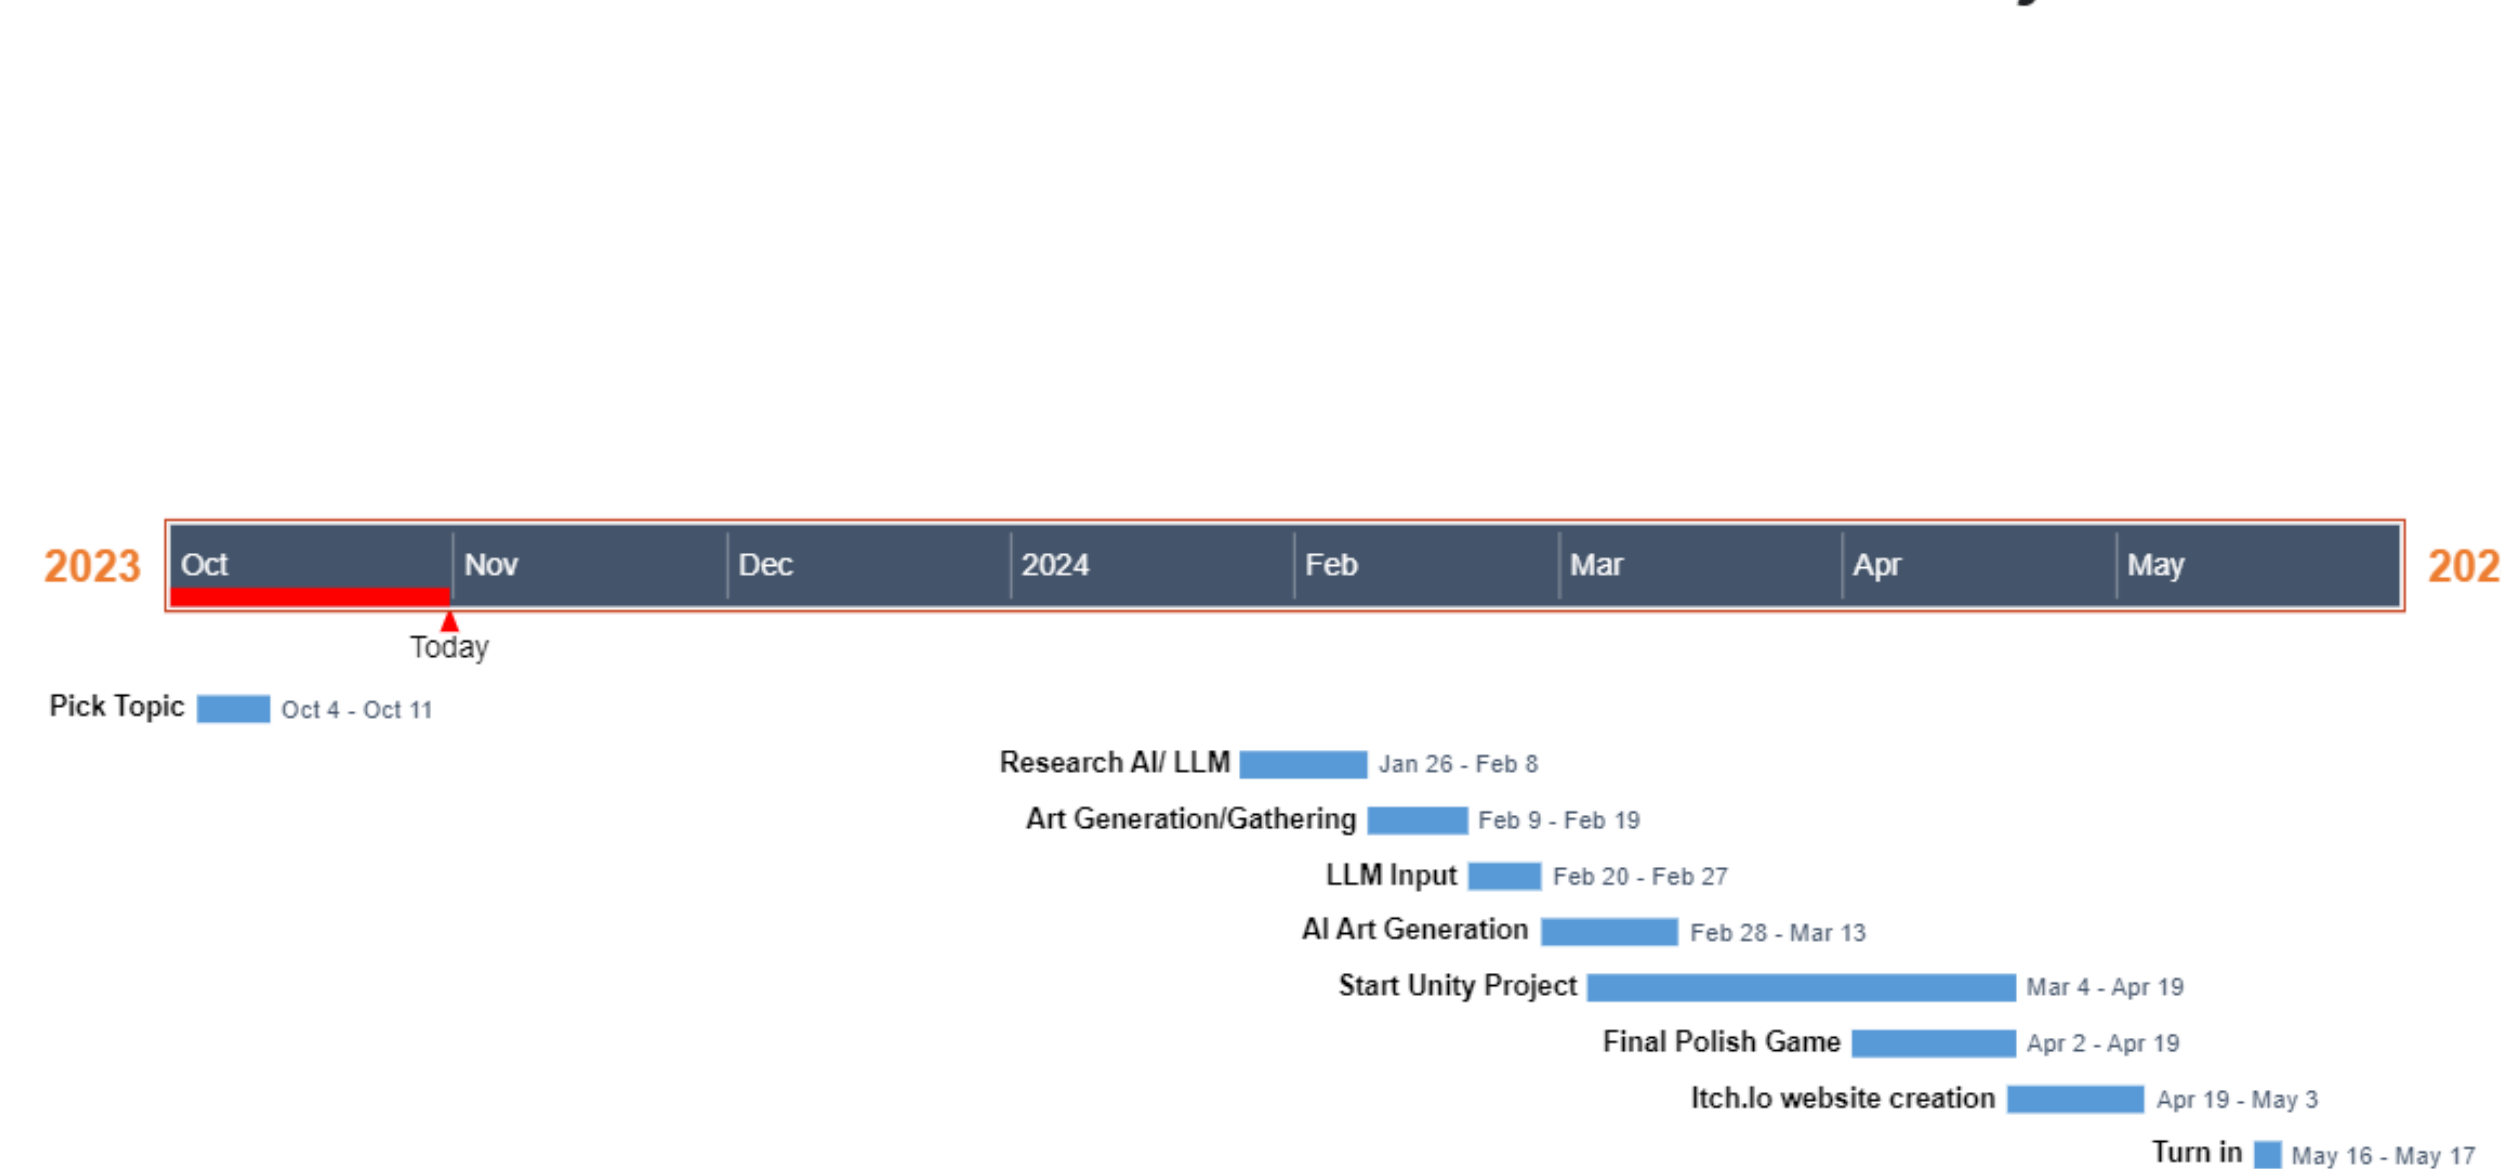 2023 Oct Nov Dec 2024 Feb Mar Apr May 202
Today
Pick Topic Oct 4 - Oct 11
Research AI/ LLM Jan 26 - Feb 8
Art Generation/Gathering Feb 9 - Feb 19
LLM Input Feb 20 - Feb 27
AI Art Generation Feb 28 - Mar 13
Start Unity Project Mar 4 - Apr 19
Final Polish Game Apr 2 - Apr 19
Itch.Io website creation Apr 19 - May 3
Turn in May 16 - May 17